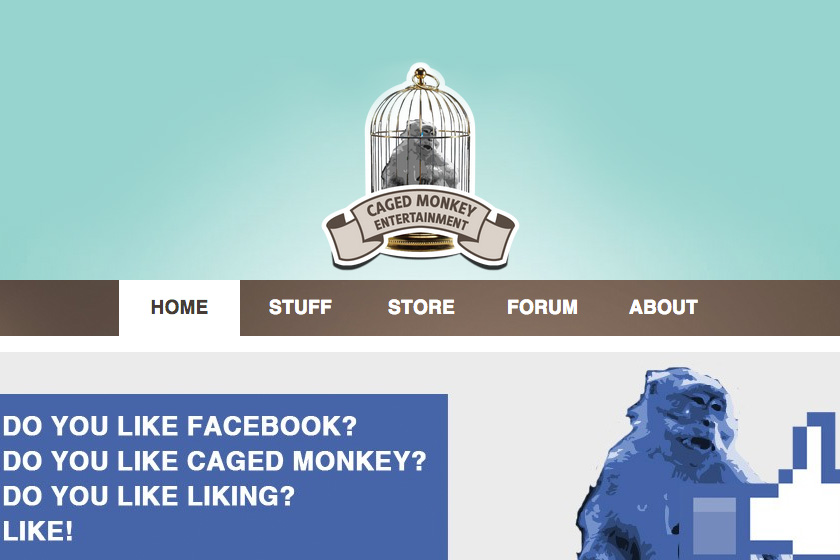 CAGED MONKEY
ENTERTAINMENT
HOME STUFF STORE FORUM ABOUT
DO YOU LIKE FACEBOOK?
DO YOU LIKE CAGED MONKEY?
DO YOU LIKE LIKING?
LIKE!